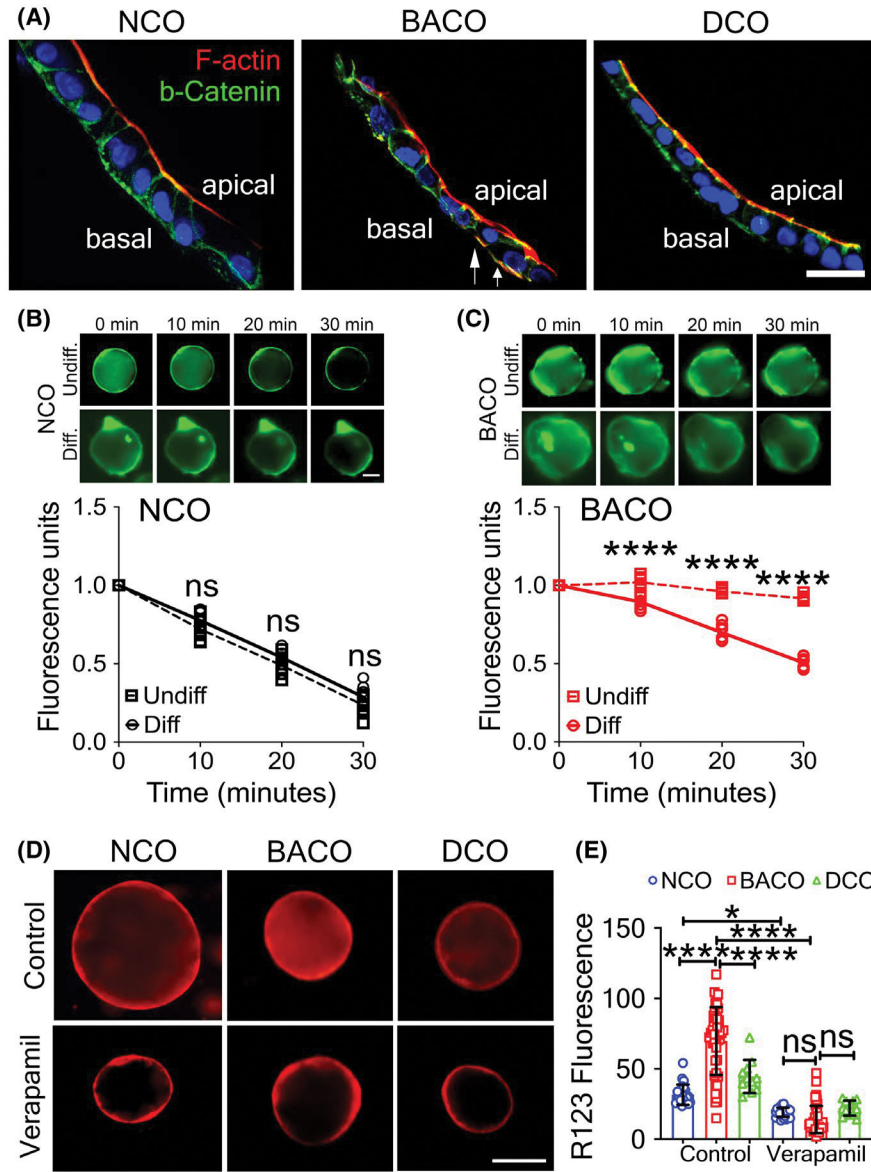 (A) NCO BACO DCO
F-actin
b-Catenin
apical apical apical
basal basal basal
(B)
0 min 10 min 20 min 30 min
Undiff.
NCO
Diff.
NCO
Fluorescence units
1.5
1.0
0.5
0.0
ns
ns
ns
Undiff
Diff
0 10 20 30
Time (minutes)
(C)
0 min 10 min 20 min 30 min
Undiff.
BACO
Diff.
BACO
Fluorescence units
1.5
1.0
0.5
0.0
**** **** ****
Undiff
Diff
0 10 20 30
Time (minutes)
(D) NCO BACO DCO
Control
Verapamil
(E)
NCO BACO DCO
R123 Fluorescence
150
100
50
0
*
****
**** ****
ns ns
Control Verapamil